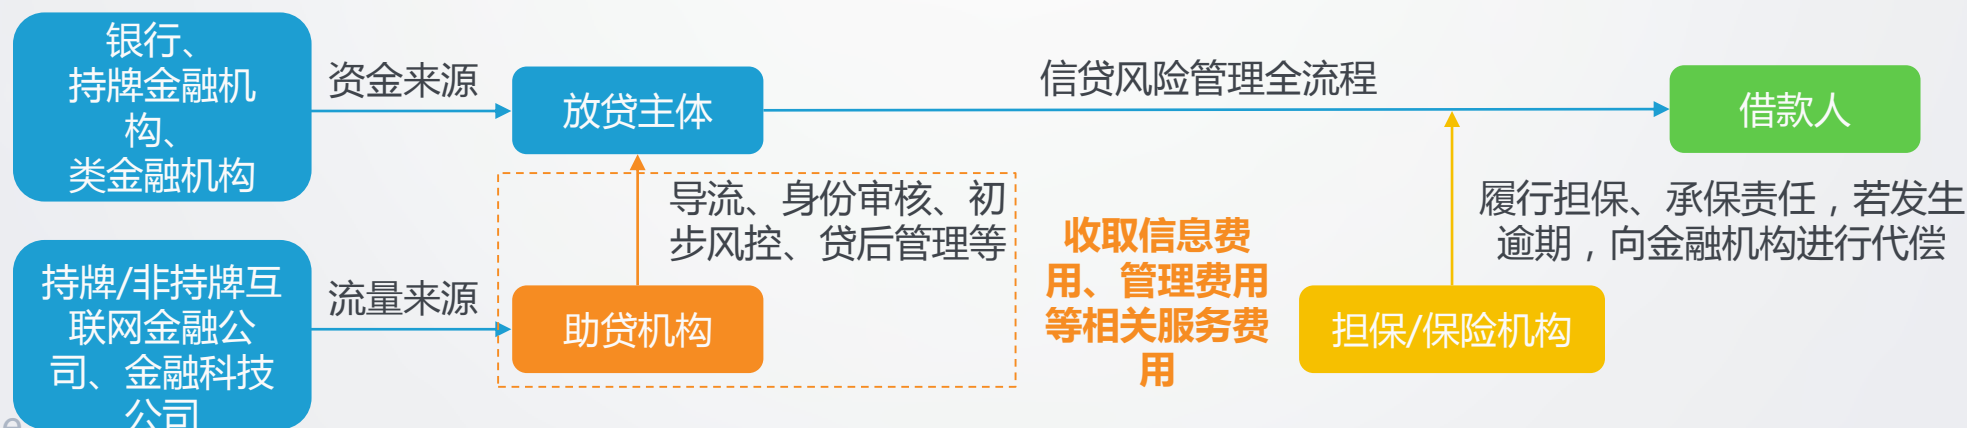 银行、
持牌金融机
构、
类金融机构
资金来源
放贷主体
信贷风险管理全流程
借款人
导流、身份审核、初
步风控、贷后管理等
收取信息费
用、管理费用
等相关服务费
用
履行担保、承保责任，若发生
逾期，向金融机构进行代偿
持牌/非持牌互
联网金融公
司、金融科技
公司
流量来源
助贷机构
担保/保险机构
e